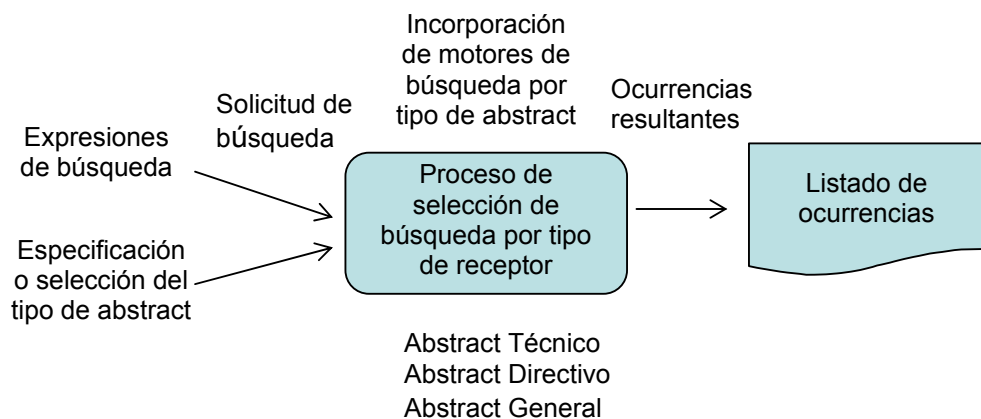 Expresiones
de búsqueda
Especificación
o selección del
tipo de abstract
Solicitud de
búsqueda
Incorporación
de motores de
búsqueda por
tipo de abstract
Proceso de
selección de
búsqueda por tipo
de receptor
Abstract Técnico
Abstract Directivo
Abstract General
Ocurrencias
resultantes
Listado de
ocurrencias